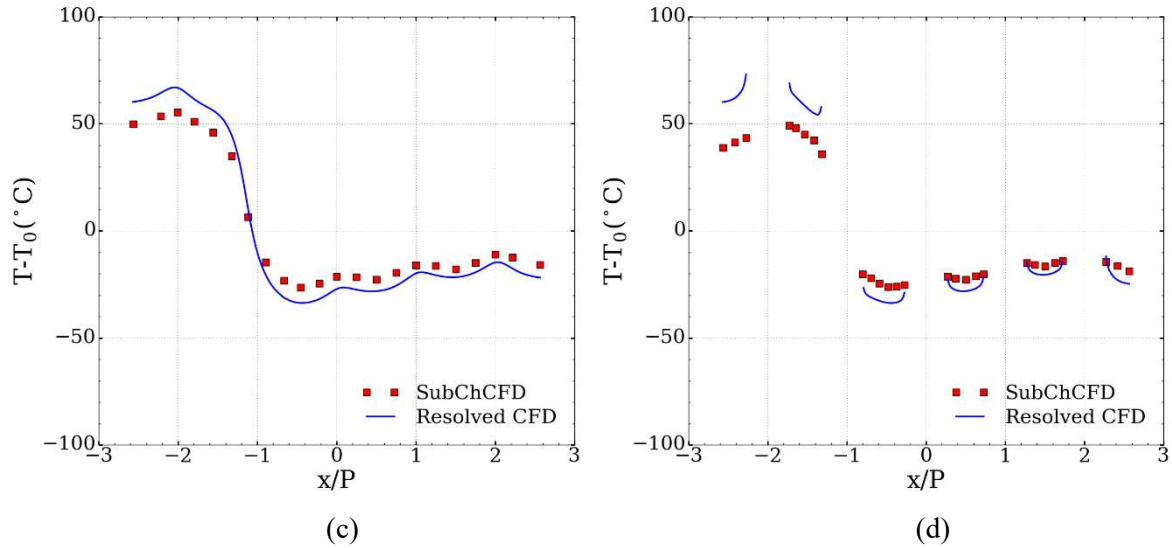 100
50
0
−50
−100
T-T₀(°C)
−3 −2 −1 0 1 2 3
x/P
SubChCFD
Resolved CFD
(c)
100
50
0
−50
−100
T-T₀(°C)
−3 −2 −1 0 1 2 3
x/P
SubChCFD
Resolved CFD
(d)